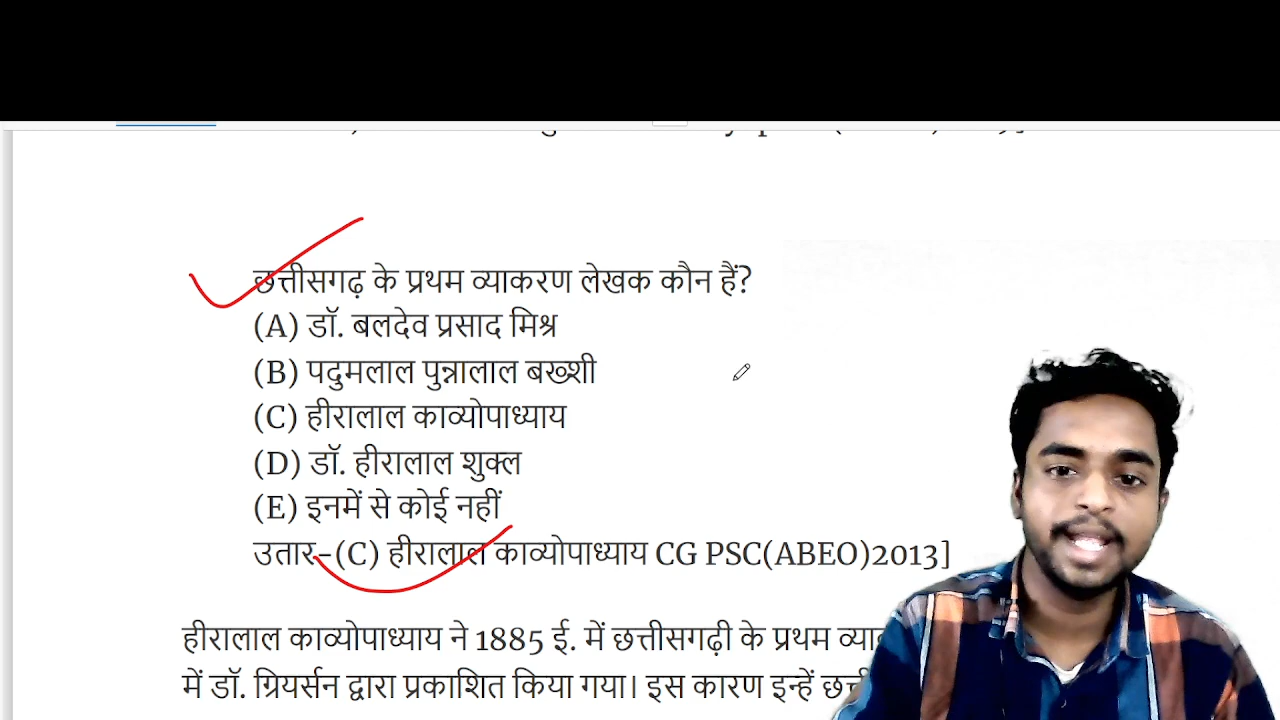 छत्तीसगढ़ के प्रथम व्याकरण लेखक कौन हैं?
(A) डॉ. बलदेव प्रसाद मिश्र
(B) पदुमलाल पुन्नालाल बख्शी
(C) हीरालाल काव्योपाध्याय
(D) डॉ. हीरालाल शुक्ल
(E) इनमें से कोई नहीं
उतार-(C) हीरालाल काव्योपाध्याय CG PSC(ABEO)2013]
हीरालाल काव्योपाध्याय ने 1885 ई. में छत्तीसगढ़ी के प्रथम
में डॉ. ग्रियर्सन द्वारा प्रकाशित किया गया। इस कारण इन्हें